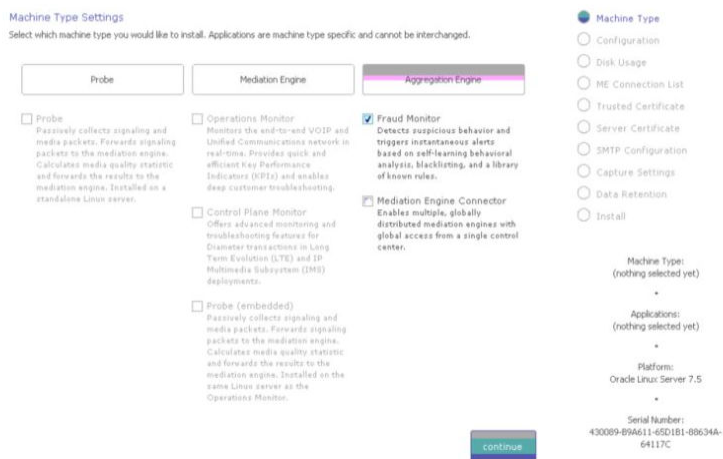 Machine Type Settings
Select which machine type you would like to install. Applications are machine type specific and cannot be interchanged.
Probe
Mediation Engine
Aggregation Engine
Probe
Passively collects signaling and
media packets. Forwards signaling
packets to the mediation engine.
Calculates media quality statistic
and forwards the results to the
mediation engine. Installed on a
standalone Linux server.
Operations Monitor
Monitors the end-to-end VOIP and
Unified Communications network in
real-time. Provides quick and
efficient Key Performance
Indicators (KPIs) and enables
deep customer troubleshooting.
Control Plane Monitor
Offers advanced monitoring and
troubleshooting features for
Diameter transactions in Long
Term Evolution (LTE) and IP
Multimedia Subsystem (IMS)
deployments.
Probe (embedded)
Passively collects signaling and
media packets. Forwards signaling
packets to the mediation engine.
Calculates media quality statistic
and forwards the results to the
mediation engine. Installed on the
same Linux server as the
Operations Monitor.
Fraud Monitor
Detects suspicious behavior and
triggers instantaneous alerts
based on self-learning behavioral
analysis, blacklisting, and a library
of known rules.
Mediation Engine Connector
Enables multiple, globally
distributed mediation engines with
global access from a single control
center.
continue
Machine Type
Configuration
Disk Usage
ME Connection List
Trusted Certificate
Server Certificate
SMTP Configuration
Capture Settings
Data Retention
Install
Machine Type:
(nothing selected yet)
Applications:
(nothing selected yet)
Platform:
Oracle Linux Server 7.5
Serial Number:
430089-B9A611-65D1B1-88634A-
64117C